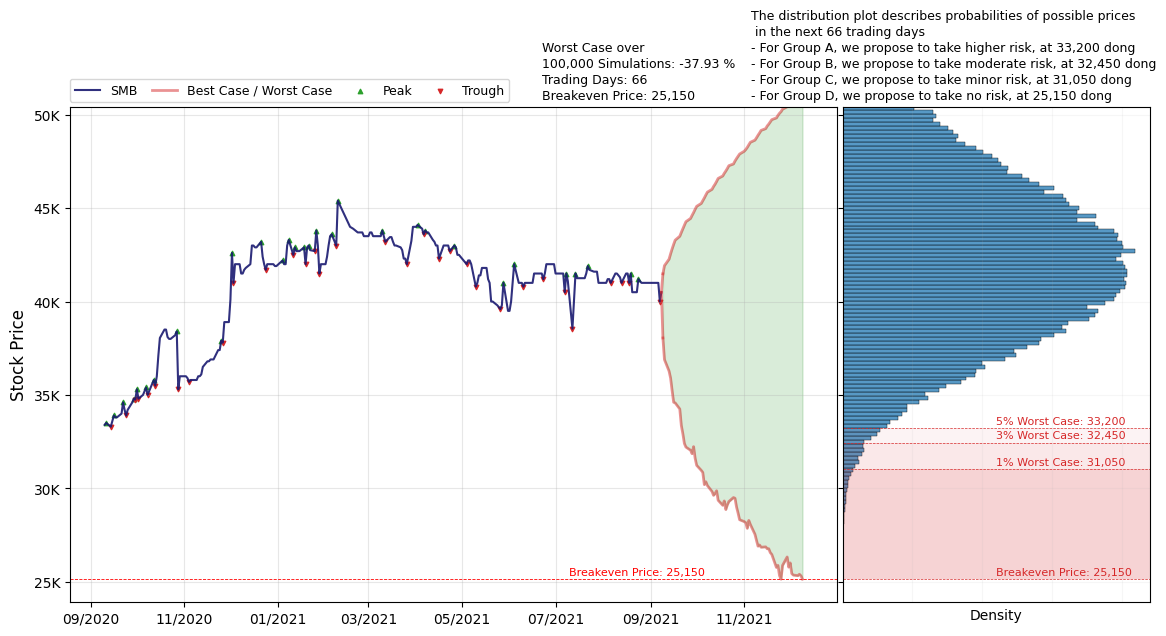 The distribution plot describes probabilities of possible prices
in the next 66 trading days
- For Group A, we propose to take higher risk, at 33,200 dong
- For Group B, we propose to take moderate risk, at 32,450 dong
- For Group C, we propose to take minor risk, at 31,050 dong
- For Group D, we propose to take no risk, at 25,150 dong
Worst Case over
100,000 Simulations: -37.93 %
Trading Days: 66
Breakeven Price: 25,150
SMB
Best Case / Worst Case
Peak
Trough
Stock Price
50K
45K
40K
35K
30K
25K
5% Worst Case: 33,200
3% Worst Case: 32,450
1% Worst Case: 31,050
Breakeven Price: 25,150
Breakeven Price: 25,150
09/2020
11/2020
01/2021
03/2021
05/2021
07/2021
09/2021
11/2021
Density